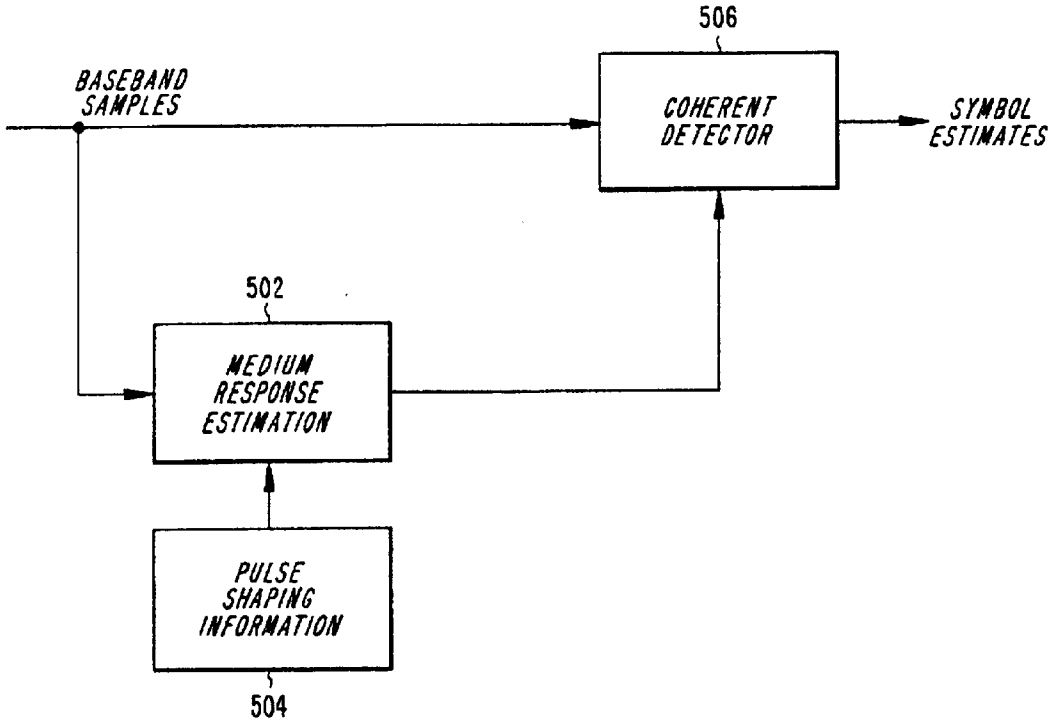 506
BASEBAND
SAMPLES
COHERENT
DETECTOR
SYMBOL
ESTIMATES
502
MEDIUM
RESPONSE
ESTIMATION
PULSE
SHAPING
INFORMATION
504